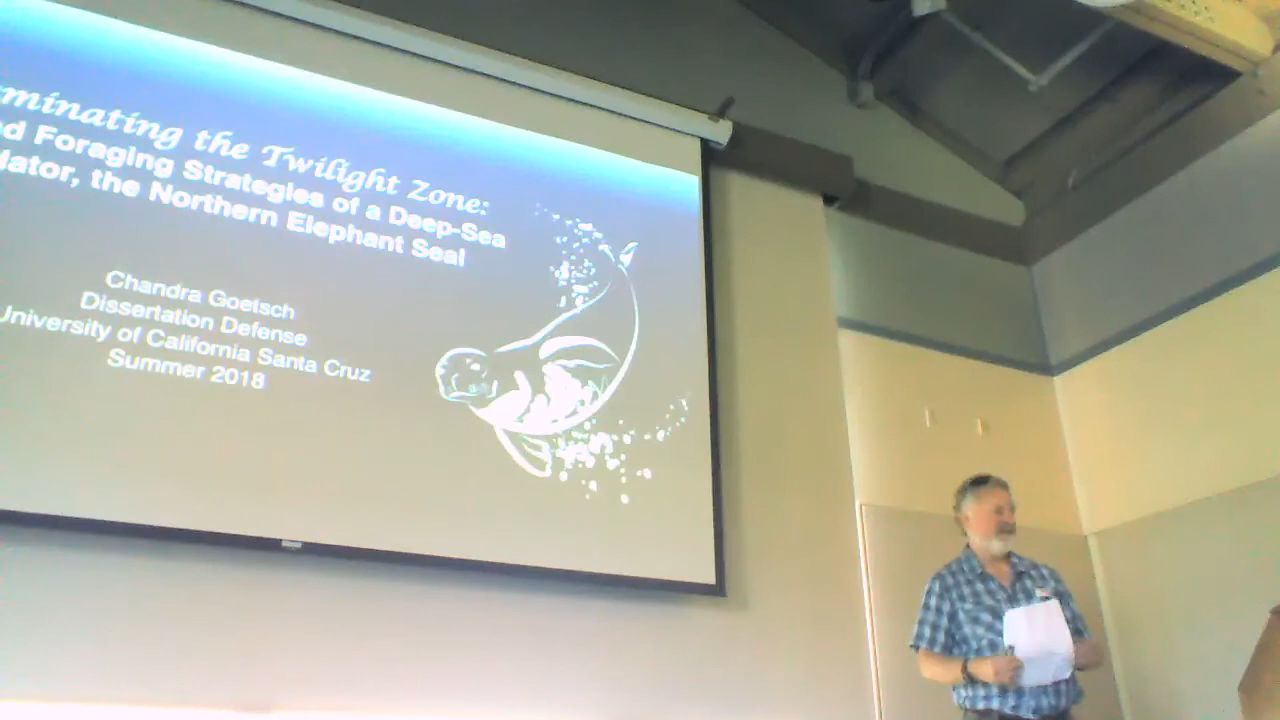 minating the Twilight Zone:
d Foraging Strategies of a Deep-Sea
dator, the Northern Elephant Seal
Chandra Goetsch
Dissertation Defense
University of California Santa Cruz
Summer 2018